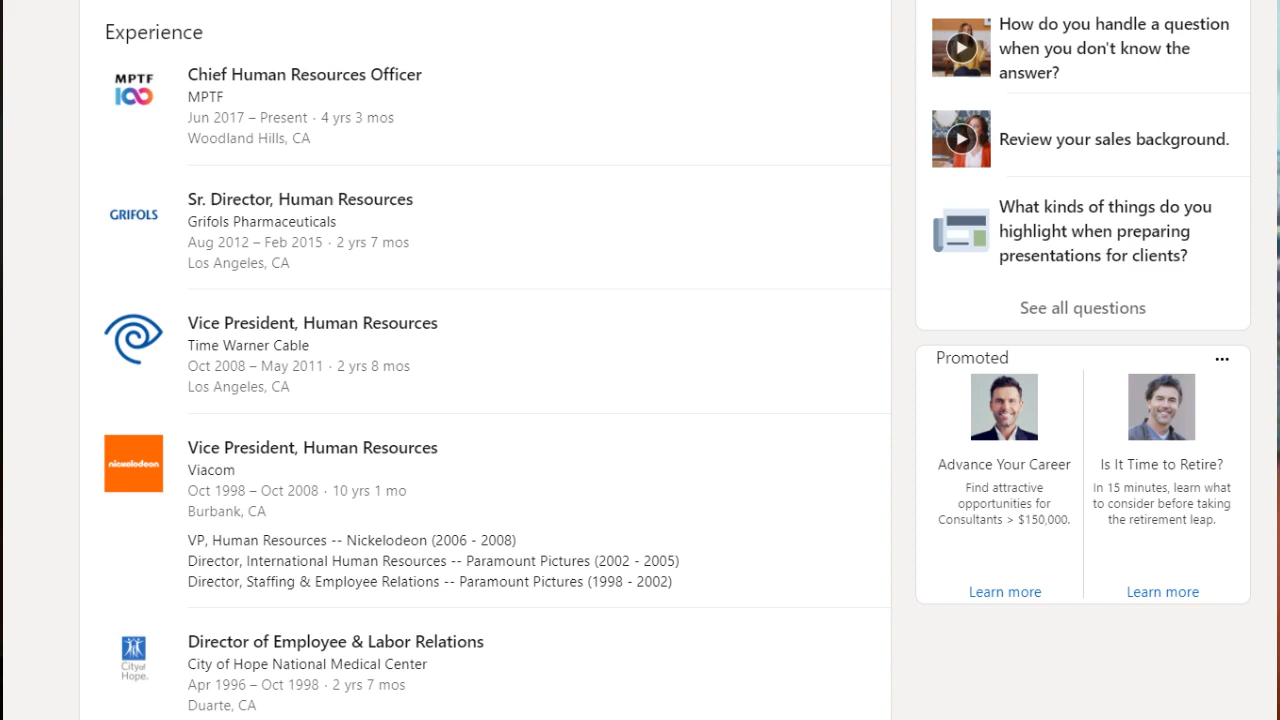 Experience
MPTF
100
Chief Human Resources Officer
MPTF
Jun 2017 – Present · 4 yrs 3 mos
Woodland Hills, CA
GRIFOLS
Sr. Director, Human Resources
Grifols Pharmaceuticals
Aug 2012 – Feb 2015 · 2 yrs 7 mos
Los Angeles, CA
Vice President, Human Resources
Time Warner Cable
Oct 2008 – May 2011 · 2 yrs 8 mos
Los Angeles, CA
nickelodeon
Vice President, Human Resources
Viacom
Oct 1998 – Oct 2008 · 10 yrs 1 mo
Burbank, CA
VP, Human Resources -- Nickelodeon (2006 - 2008)
Director, International Human Resources -- Paramount Pictures (2002 - 2005)
Director, Staffing & Employee Relations -- Paramount Pictures (1998 - 2002)
City of
Hope.
Director of Employee & Labor Relations
City of Hope National Medical Center
Apr 1996 – Oct 1998 · 2 yrs 7 mos
Duarte, CA
How do you handle a question
when you don't know the
answer?
Review your sales background.
What kinds of things do you
highlight when preparing
presentations for clients?
See all questions
Promoted
Advance Your Career
Find attractive
opportunities for
Consultants > $150,000.
Learn more
Is It Time to Retire?
In 15 minutes, learn what
to consider before taking
the retirement leap.
Learn more